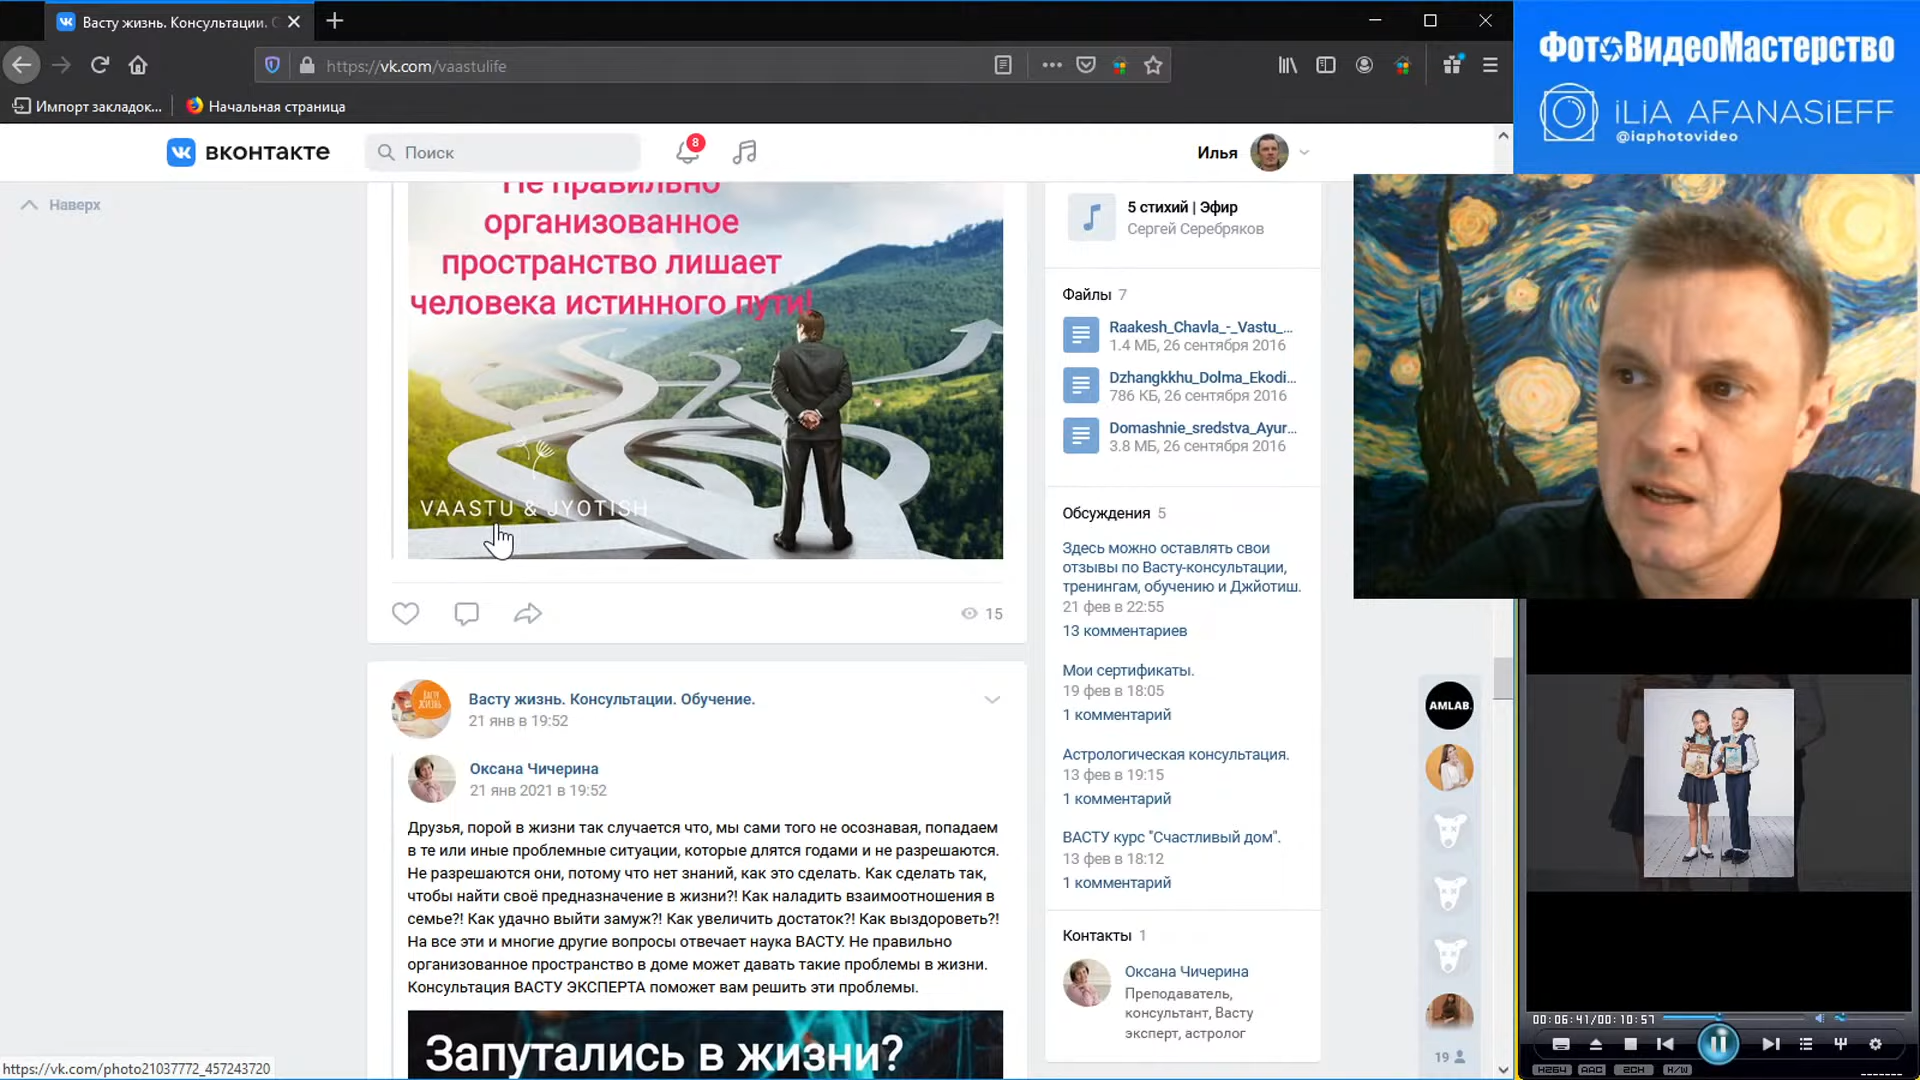 Васту жизнь. Консультации.
https://vk.com/vaastulife
Импорт закладок...
Начальная страница
ФотоВидеоМастерство
iLiA AFANASiEFF
@iaphotovideo
вконтакте
Поиск
8
Илья
Наверх
Не правильно
организованное
пространство лишает
человека истинного пути!
VAASTU & JYOTISH
15
Васту жизнь. Консультации. Обучение.
21 янв в 19:52
Оксана Чичерина
21 янв 2021 в 19:52
Друзья, порой в жизни так случается что, мы сами того не осознавая, попадаем
в те или иные проблемные ситуации, которые длятся годами и не разрешаются.
Не разрешаются они, потому что нет знаний, как это сделать. Как сделать так,
чтобы найти своё предназначение в жизни?! Как наладить взаимоотношения в
семье?! Как удачно выйти замуж?! Как увеличить достаток?! Как выздороветь?!
На все эти и многие другие вопросы отвечает наука ВАСТУ. Не правильно
организованное пространство в доме может давать такие проблемы в жизни.
Консультация ВАСТУ ЭКСПЕРТА поможет вам решить эти проблемы.
Запутались в жизни?
https://vk.com/photo21037772_457243720
5 стихий | Эфир
Сергей Серебряков
Файлы 7
Raakesh_Chavla_-_Vastu_...
1.4 МБ, 26 сентября 2016
Dzhangkkhu_Dolma_Ekodi...
786 КБ, 26 сентября 2016
Domashnie_sredstva_Ayur...
3.8 МБ, 26 сентября 2016
Обсуждения 5
Здесь можно оставлять свои
отзывы по Васту-консультации,
тренингам, обучению и Джйотиш.
21 фев в 22:55
13 комментариев
Мои сертификаты.
19 фев в 18:05
1 комментарий
Астрологическая консультация.
13 фев в 19:15
1 комментарий
ВАСТУ курс "Счастливый дом".
13 фев в 18:12
1 комментарий
Контакты 1
Оксана Чичерина
Преподаватель,
консультант, Васту
эксперт, астролог
AMLAB.
19
00:06:41/00:10:57
H264 AAC 2CH H/W